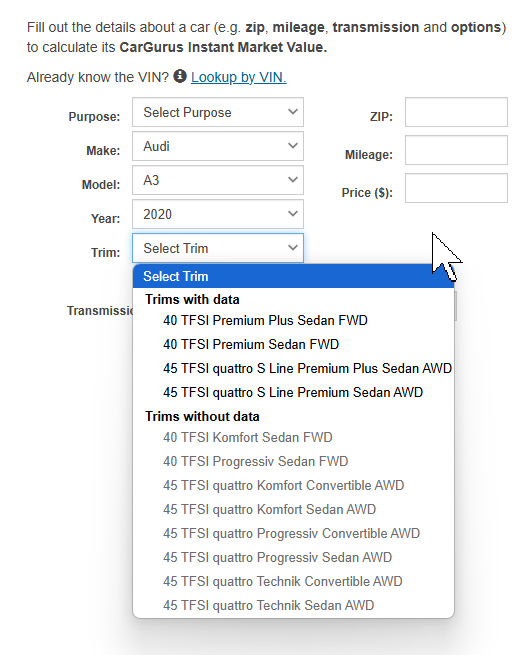 Fill out the details about a car (e.g. zip, mileage, transmission and options)
to calculate its CarGurus Instant Market Value.
Already know the VIN? Lookup by VIN.
Purpose: Select Purpose
ZIP:
Make: Audi
Mileage:
Model: A3
Price ($):
Year: 2020
Trim: Select Trim
Select Trim
Trims with data
Transmissi
40 TFSI Premium Plus Sedan FWD
40 TFSI Premium Sedan FWD
45 TFSI quattro S Line Premium Plus Sedan AWD
45 TFSI quattro S Line Premium Sedan AWD
Trims without data
40 TFSI Komfort Sedan FWD
40 TFSI Progressiv Sedan FWD
45 TFSI quattro Komfort Convertible AWD
45 TFSI quattro Komfort Sedan AWD
45 TFSI quattro Progressiv Convertible AWD
45 TFSI quattro Progressiv Sedan AWD
45 TFSI quattro Technik Convertible AWD
45 TFSI quattro Technik Sedan AWD